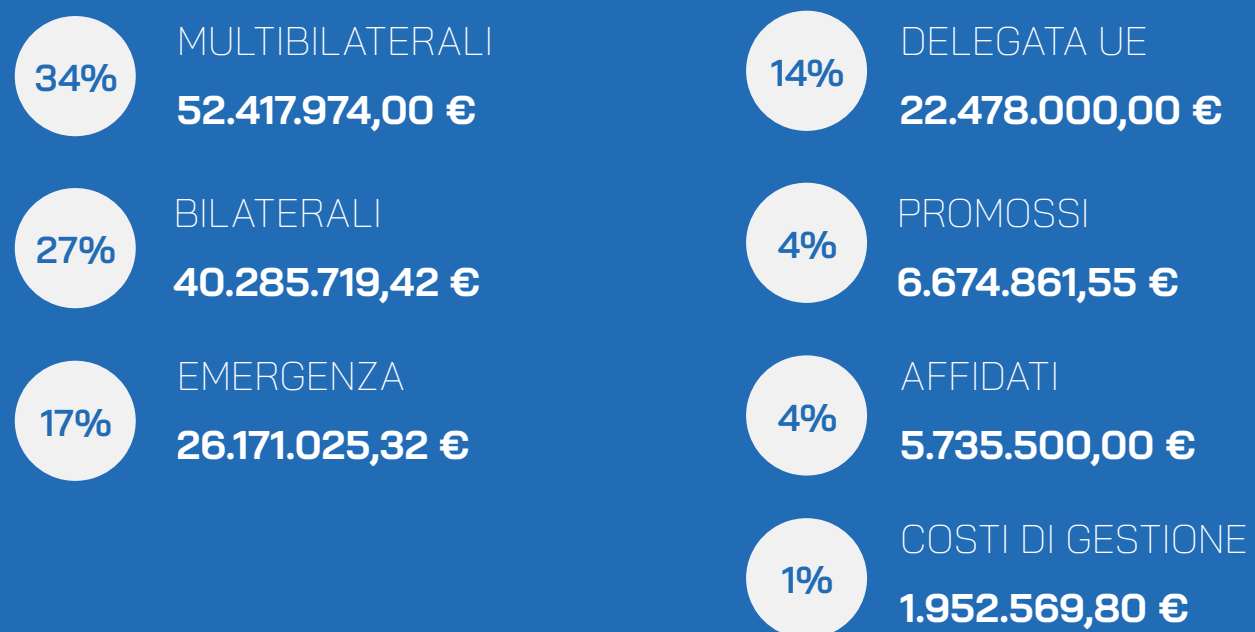 34%
MULTIBILATERALI
52.417.974,00 €
27%
BILATERALI
40.285.719,42 €
17%
EMERGENZA
26.171.025,32 €
14%
DELEGATA UE
22.478.000,00 €
4%
PROMOSSI
6.674.861,55 €
4%
AFFIDATI
5.735.500,00 €
1%
COSTI DI GESTIONE
1.952.569,80 €